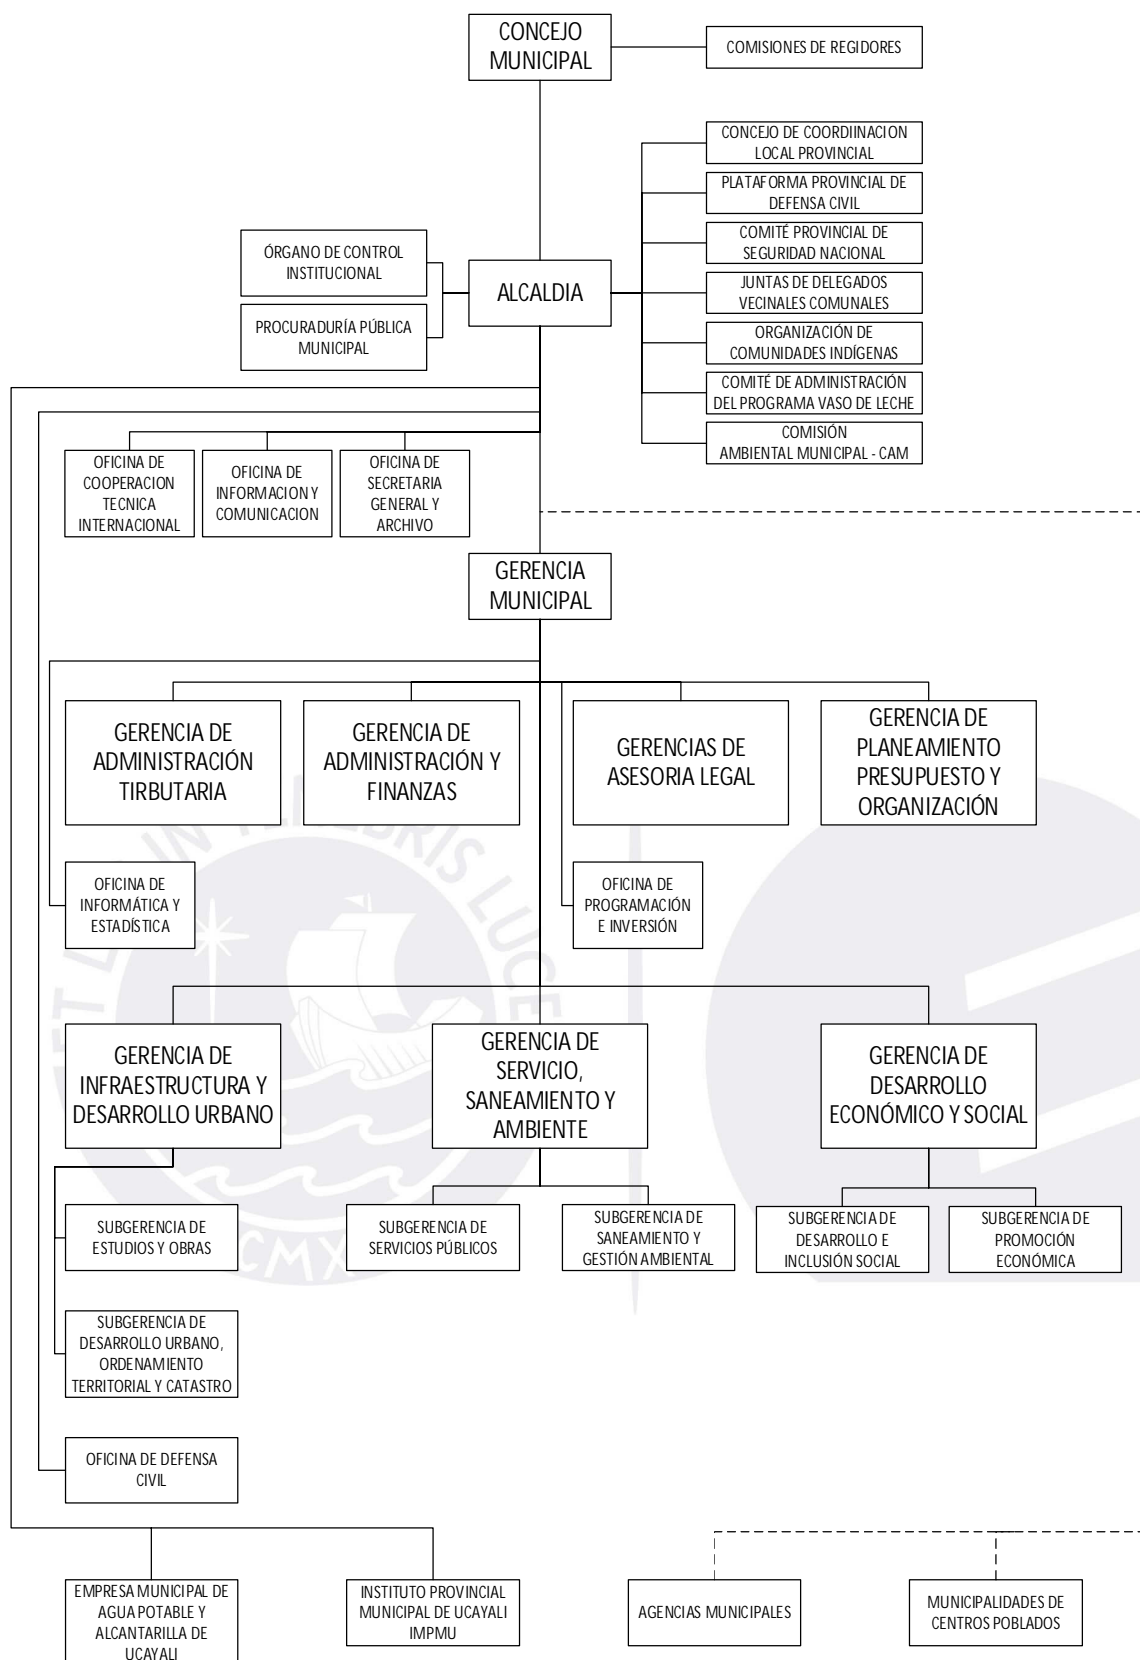 CONCEJO
MUNICIPAL
COMISIONES DE REGIDORES
CONCEJO DE COORDIINACION
LOCAL PROVINCIAL
PLATAFORMA PROVINCIAL DE
DEFENSA CIVIL
COMITÉ PROVINCIAL DE
SEGURIDAD NACIONAL
JUNTAS DE DELEGADOS
VECINALES COMUNALES
ORGANIZACIÓN DE
COMUNIDADES INDÍGENAS
COMITÉ DE ADMINISTRACIÓN
DEL PROGRAMA VASO DE LECHE
COMISIÓN
AMBIENTAL MUNICIPAL - CAM
ÓRGANO DE CONTROL
INSTITUCIONAL
PROCURADURÍA PÚBLICA
MUNICIPAL
ALCALDIA
OFICINA DE
COOPERACION
TECNICA
INTERNACIONAL
OFICINA DE
INFORMACION Y
COMUNICACION
OFICINA DE
SECRETARIA
GENERAL Y
ARCHIVO
GERENCIA
MUNICIPAL
GERENCIA DE
ADMINISTRACIÓN
TIRBUTARIA
GERENCIA DE
ADMINISTRACIÓN Y
FINANZAS
GERENCIAS DE
ASESORIA LEGAL
GERENCIA DE
PLANEAMIENTO
PRESUPUESTO Y
ORGANIZACIÓN
OFICINA DE
INFORMÁTICA Y
ESTADÍSTICA
OFICINA DE
PROGRAMACIÓN
E INVERSIÓN
GERENCIA DE
INFRAESTRUCTURA Y
DESARROLLO URBANO
GERENCIA DE
SERVICIO,
SANEAMIENTO Y
AMBIENTE
GERENCIA DE
DESARROLLO
ECONÓMICO Y SOCIAL
SUBGERENCIA DE
ESTUDIOS Y OBRAS
SUBGERENCIA DE
SERVICIOS PÚBLICOS
SUBGERENCIA DE
SANEAMIENTO Y
GESTIÓN AMBIENTAL
SUBGERENCIA DE
DESARROLLO E
INCLUSIÓN SOCIAL
SUBGERENCIA DE
PROMOCIÓN
ECONÓMICA
SUBGERENCIA DE
DESARROLLO URBANO,
ORDENAMIENTO
TERRITORIAL Y CATASTRO
OFICINA DE DEFENSA
CIVIL
EMPRESA MUNICIPAL DE
AGUA POTABLE Y
ALCANTARILLA DE
UCAYALI
INSTITUTO PROVINCIAL
MUNICIPAL DE UCAYALI
IMPMU
AGENCIAS MUNICIPALES
MUNICIPALIDADES DE
CENTROS POBLADOS